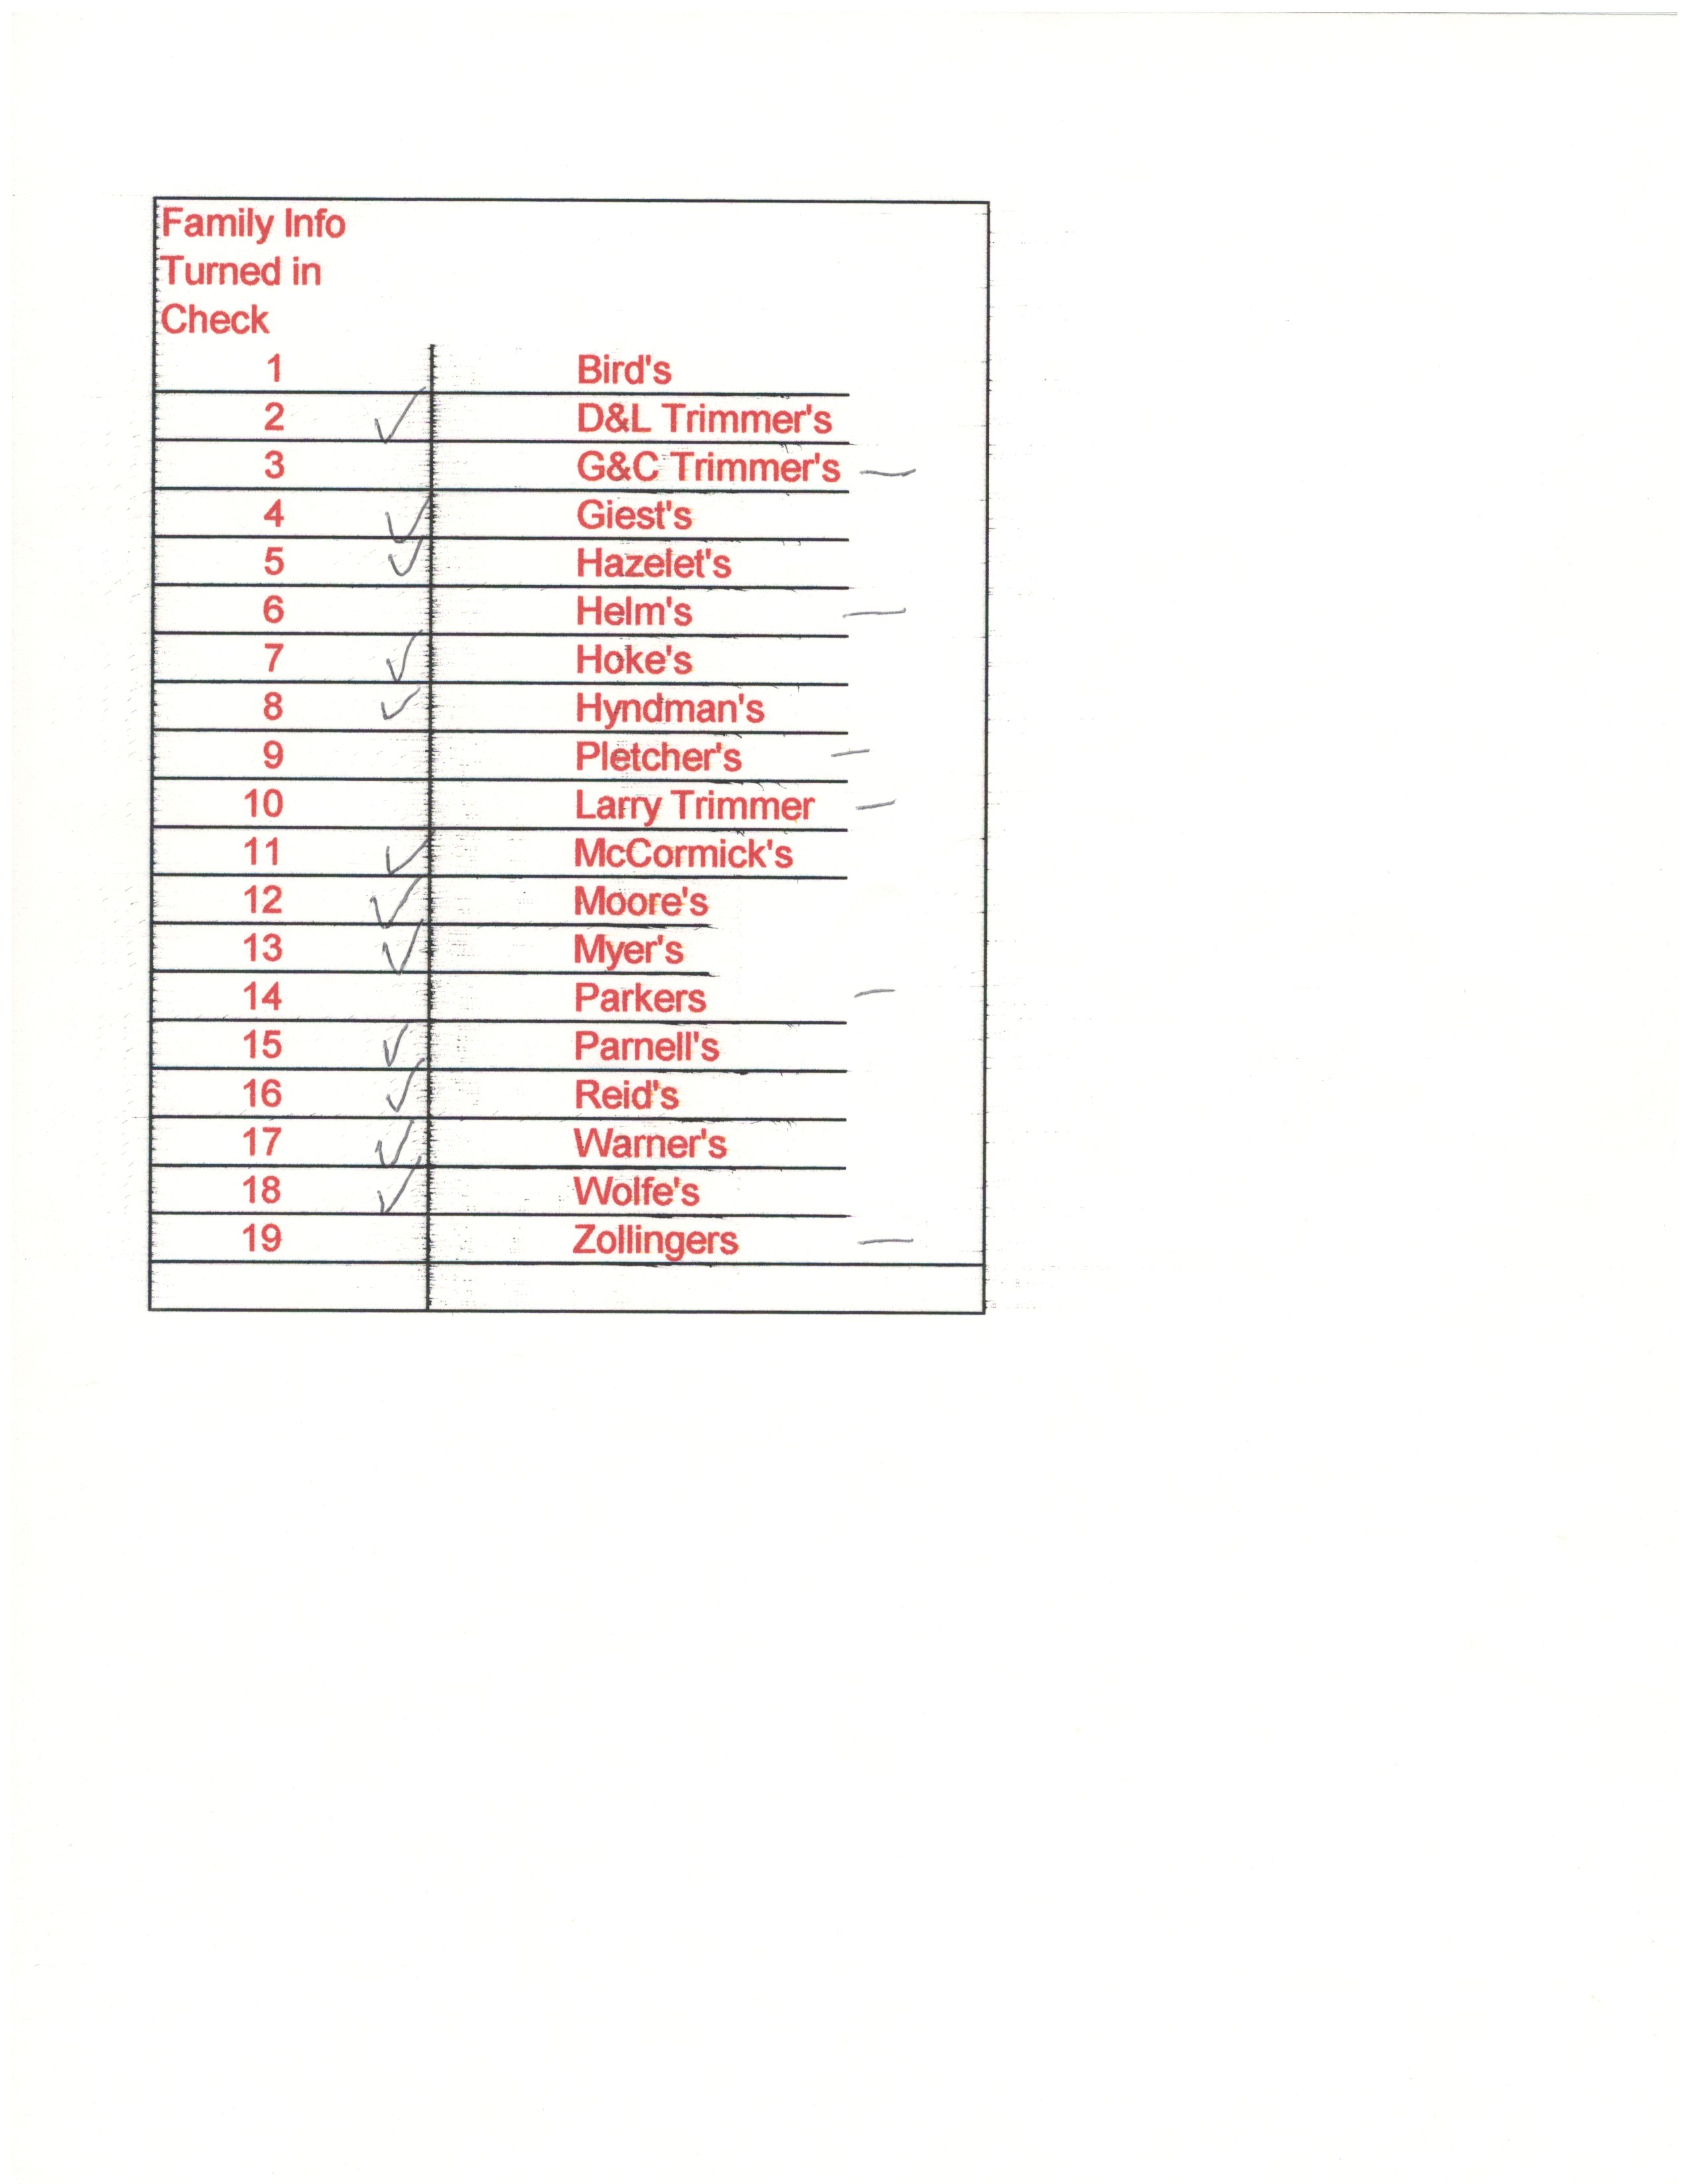 Family Info
Turned in
Check
1 Bird's
2 ✓ D&L Trimmer's
3 G&C Trimmer's —
4 ✓ Giest's
5 ✓ Hazelet's
6 Helm's —
7 ✓ Hoke's
8 ✓ Hyndman's
9 Pletcher's —
10 Larry Trimmer —
11 ✓ McCormick's
12 ✓ Moore's
13 ✓ Myer's
14 Parkers —
15 ✓ Parnell's
16 ✓ Reid's
17 ✓ Warner's
18 ✓ Wolfe's
19 Zollingers —